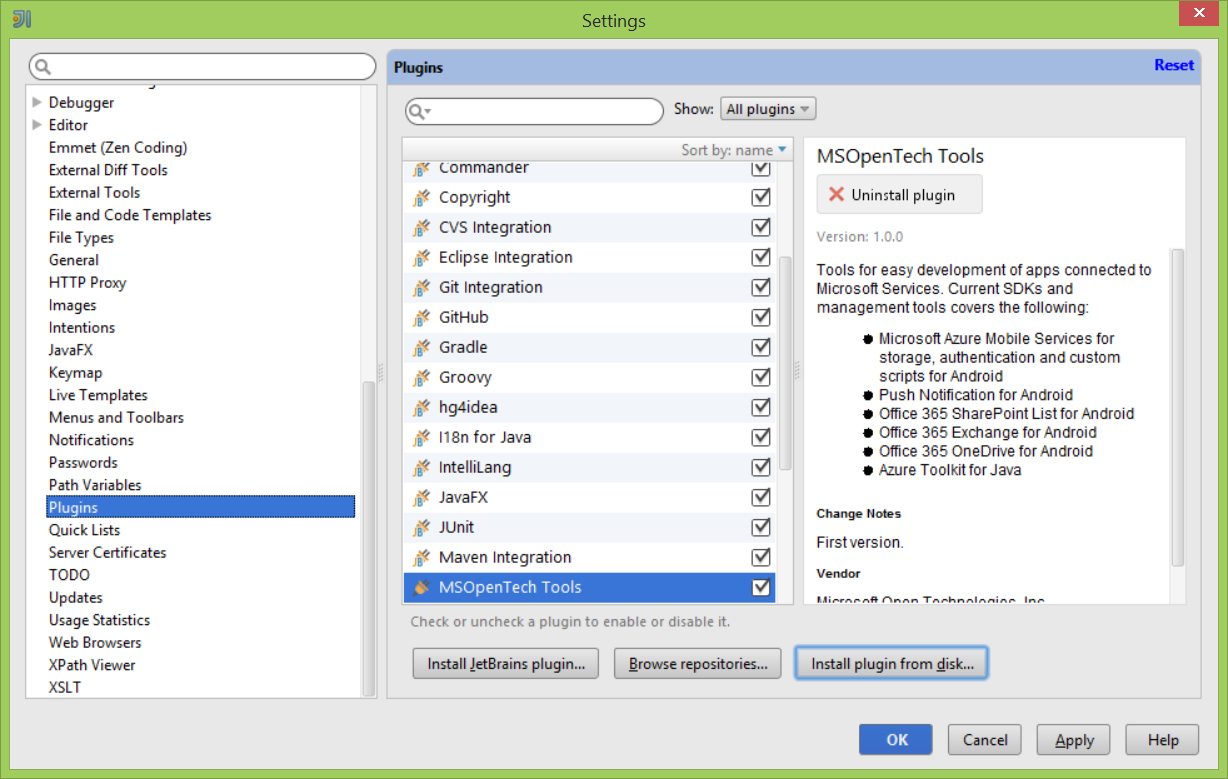 Settings
Debugger
Editor
Emmet (Zen Coding)
External Diff Tools
External Tools
File and Code Templates
File Types
General
HTTP Proxy
Images
Intentions
JavaFX
Keymap
Live Templates
Menus and Toolbars
Notifications
Passwords
Path Variables
Plugins
Quick Lists
Server Certificates
TODO
Updates
Usage Statistics
Web Browsers
XPath Viewer
XSLT
Plugins
Reset
Show: All plugins
Sort by: name
Commander
Copyright
CVS Integration
Eclipse Integration
Git Integration
GitHub
Gradle
Groovy
hg4idea
I18n for Java
IntelliLang
JavaFX
JUnit
Maven Integration
MSOpenTech Tools
MSOpenTech Tools
Uninstall plugin
Version: 1.0.0
Tools for easy development of apps connected to
Microsoft Services. Current SDKs and
management tools covers the following:
Microsoft Azure Mobile Services for
storage, authentication and custom
scripts for Android
Push Notification for Android
Office 365 SharePoint List for Android
Office 365 Exchange for Android
Office 365 OneDrive for Android
Azure Toolkit for Java
Change Notes
First version.
Vendor
Microsoft Open Technologies, Inc.
Check or uncheck a plugin to enable or disable it.
Install JetBrains plugin...
Browse repositories...
Install plugin from disk...
OK
Cancel
Apply
Help